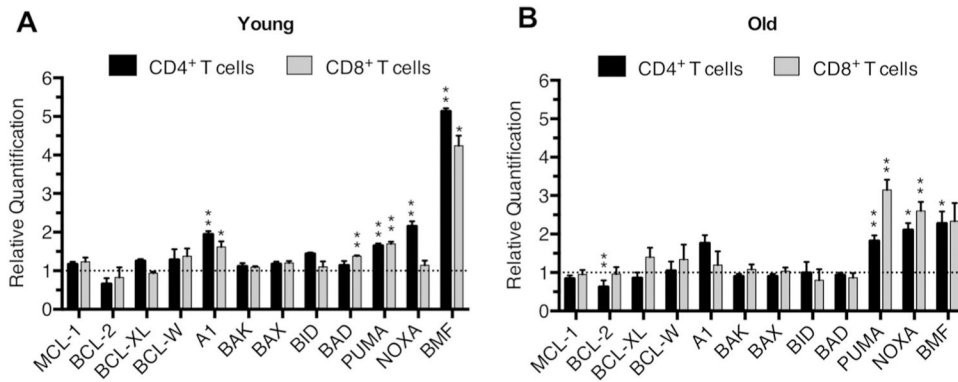 A
Young
CD4+ T cells
CD8+ T cells
Relative Quantification
6
5
4
3
2
1
0
**
*
**
**
**
**
**
*
MCL-1
BCL-2
BCL-XL
BCL-W
A1
BAK
BAX
BID
BAD
PUMA
NOXA
BMF
B
Old
CD4+ T cells
CD8+ T cells
Relative Quantification
6
5
4
3
2
1
0
**
**
**
*
**
*
MCL-1
BCL-2
BCL-XL
BCL-W
A1
BAK
BAX
BID
BAD
PUMA
NOXA
BMF